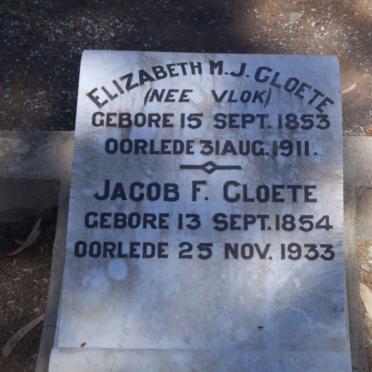 ELIZABETH M.J. CLOETE
(NEE VLOK)
GEBORE 15 SEPT. 1853
OORLEDE 31 AUG. 1911.
JACOB F. CLOETE
GEBORE 13 SEPT. 1854
OORLEDE 25 NOV. 1933